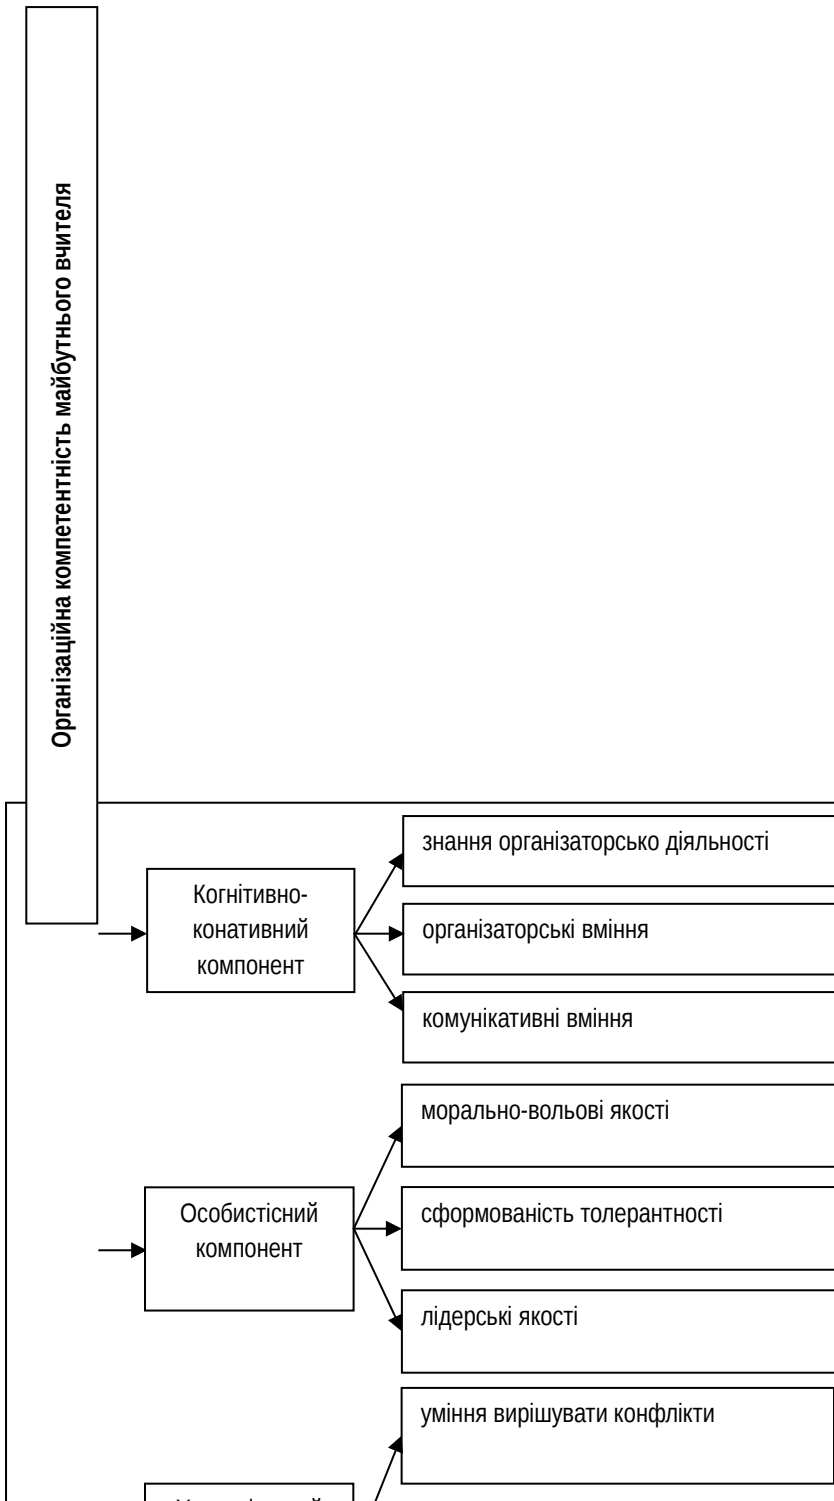 Організаційна компетентність майбутнього вчителя
Когнітивно-
конативний
компонент
знання організаторсько діяльності
організаторські вміння
комунікативні вміння
Особистісний
компонент
морально-вольові якості
сформованість толерантності
лідерські якості
уміння вирішувати конфлікти